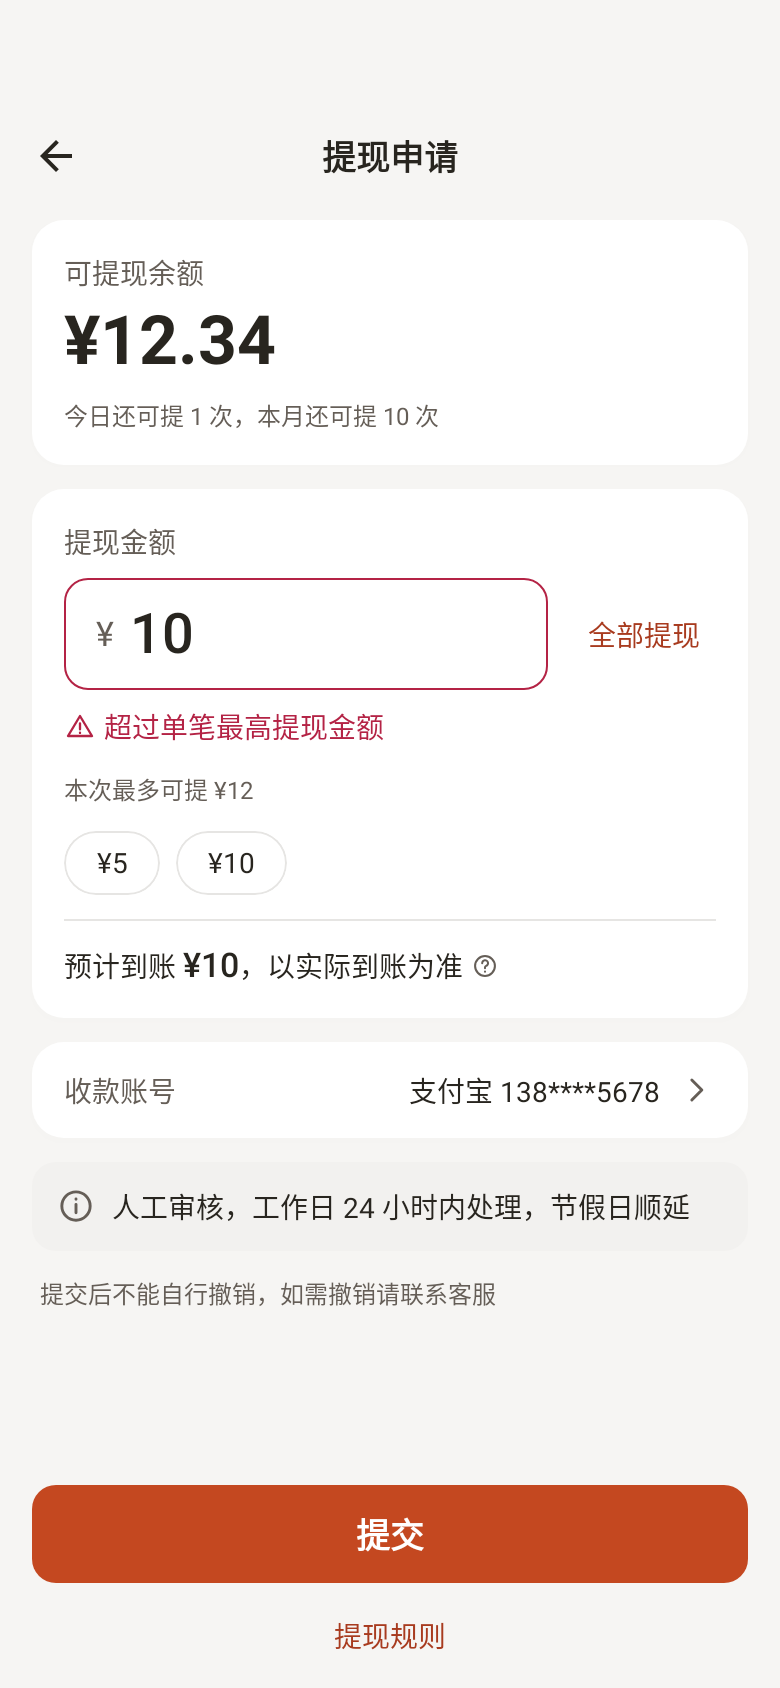 提现申请
可提现余额
¥12.34
今日还可提 1 次，本月还可提 10 次
提现金额
¥ 10
全部提现
超过单笔最高提现金额
本次最多可提 ¥12
¥5
¥10
预计到账 ¥10，以实际到账为准
收款账号
支付宝 138****5678
人工审核，工作日 24 小时内处理，节假日顺延
提交后不能自行撤销，如需撤销请联系客服
提交
提现规则